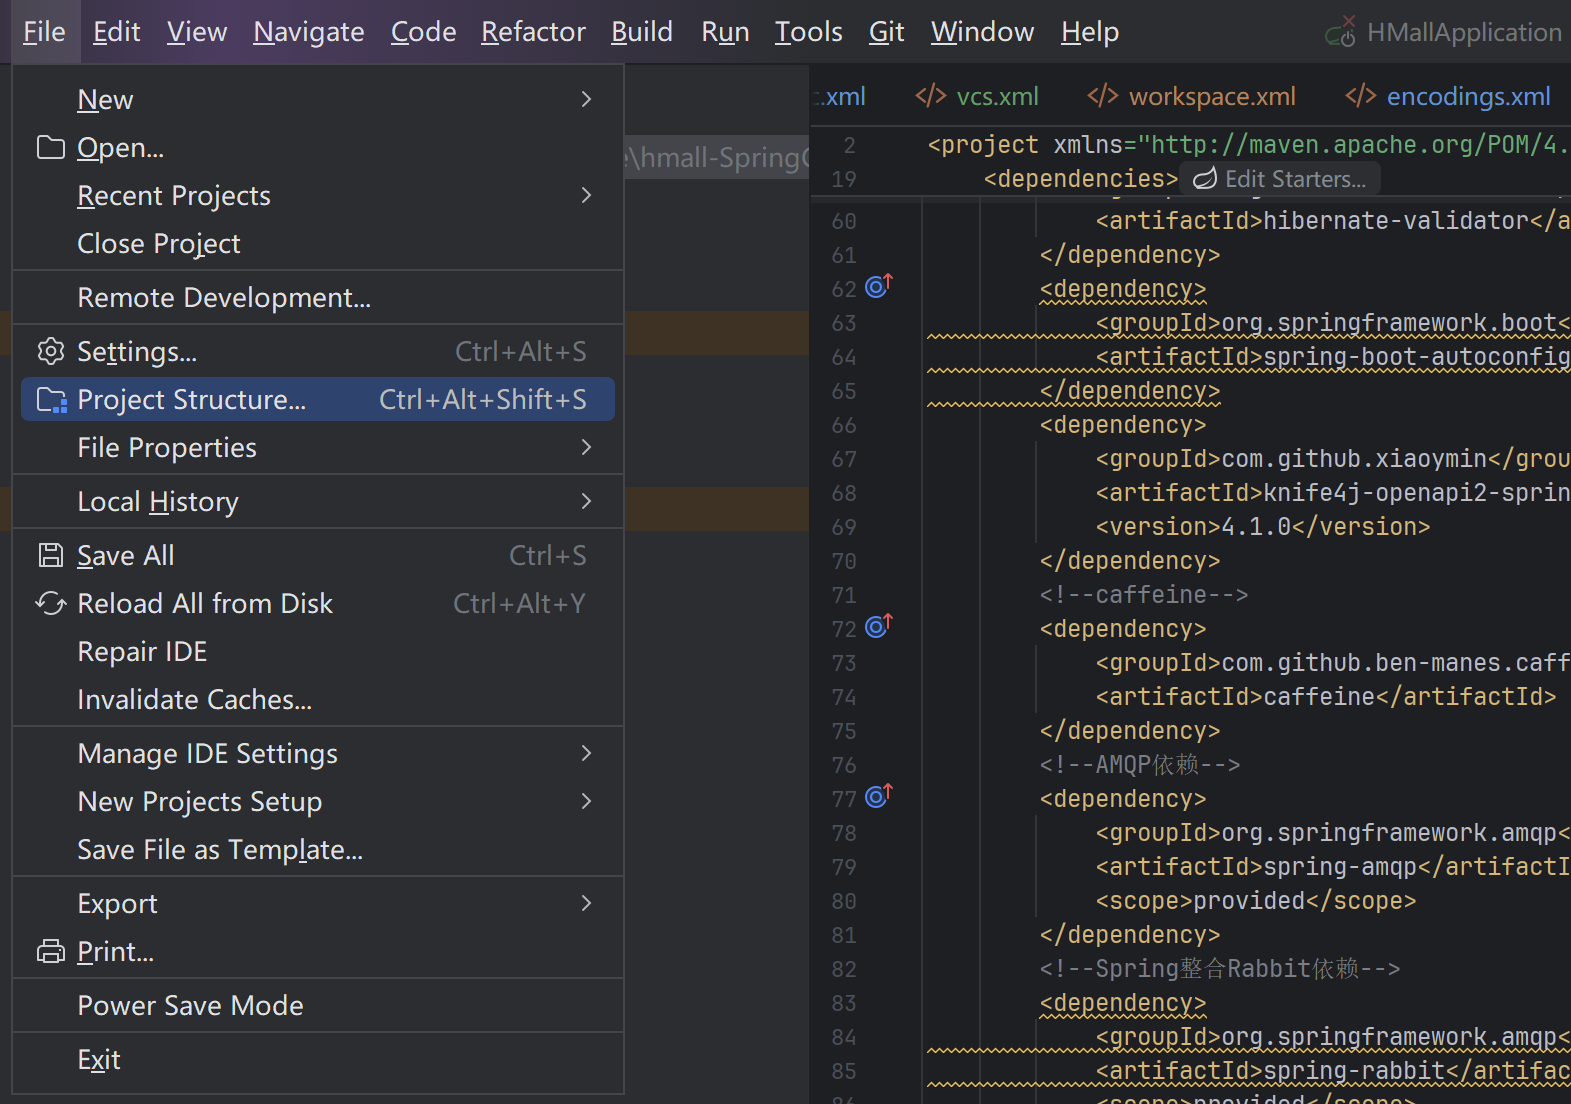 File Edit View Navigate Code Refactor Build Run Tools Git Window Help HMallApplication
New
Open...
Recent Projects
Close Project
Remote Development...
Settings... Ctrl+Alt+S
Project Structure... Ctrl+Alt+Shift+S
File Properties
Local History
Save All Ctrl+S
Reload All from Disk Ctrl+Alt+Y
Repair IDE
Invalidate Caches...
Manage IDE Settings
New Projects Setup
Save File as Template...
Export
Print...
Power Save Mode
Exit
\hmall-Spring
.xml vcs.xml workspace.xml encodings.xml
2 <project xmlns="http://maven.apache.org/POM/4.
19 <dependencies> Edit Starters...
60 <artifactId>hibernate-validator</a
61 </dependency>
62 <dependency>
63 <groupId>org.springframework.boot<
64 <artifactId>spring-boot-autoconfig
65 </dependency>
66 <dependency>
67 <groupId>com.github.xiaoymin</grou
68 <artifactId>knife4j-openapi2-sprin
69 <version>4.1.0</version>
70 </dependency>
71 <!--caffeine-->
72 <dependency>
73 <groupId>com.github.ben-manes.caff
74 <artifactId>caffeine</artifactId>
75 </dependency>
76 <!--AMQP依赖-->
77 <dependency>
78 <groupId>org.springframework.amqp<
79 <artifactId>spring-amqp</artifactI
80 <scope>provided</scope>
81 </dependency>
82 <!--Spring整合Rabbit依赖-->
83 <dependency>
84 <groupId>org.springframework.amqp<
85 <artifactId>spring-rabbit</artifac
86 <scope>provided</scope>